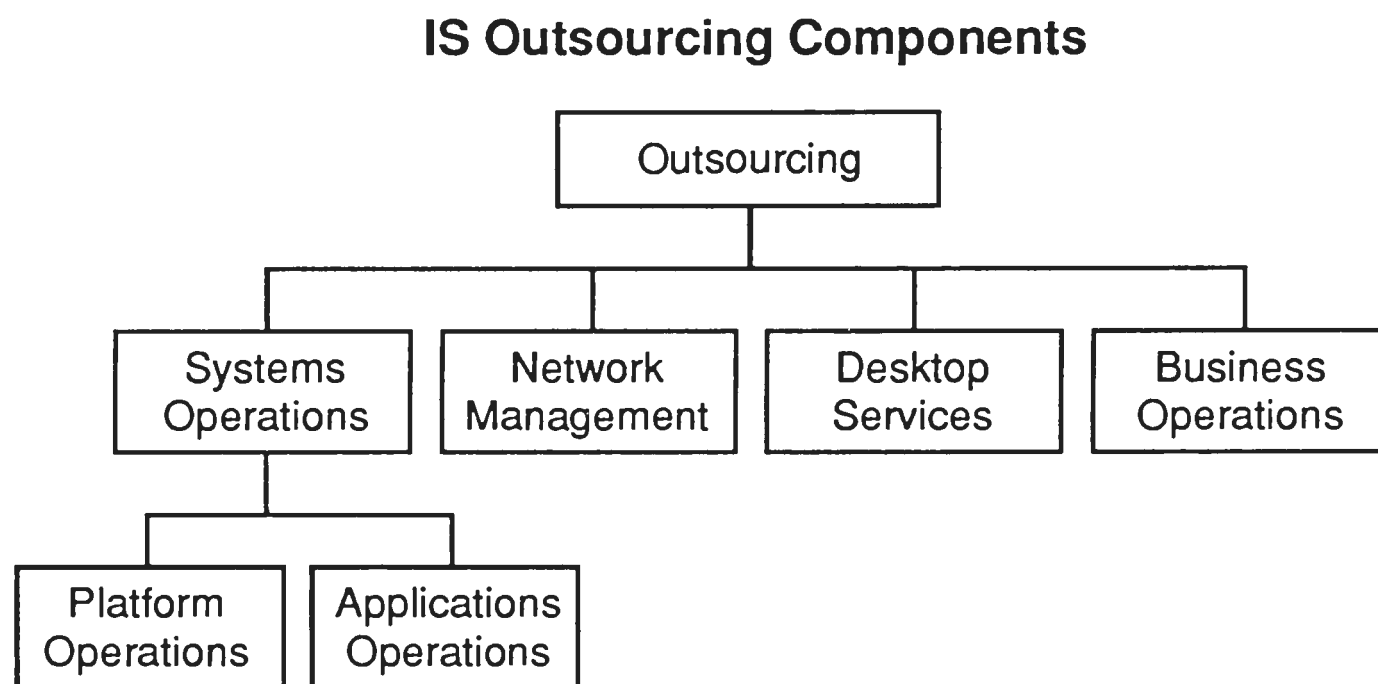 IS Outsourcing Components
Outsourcing
Systems
Operations
Network
Management
Desktop
Services
Business
Operations
Platform
Operations
Applications
Operations